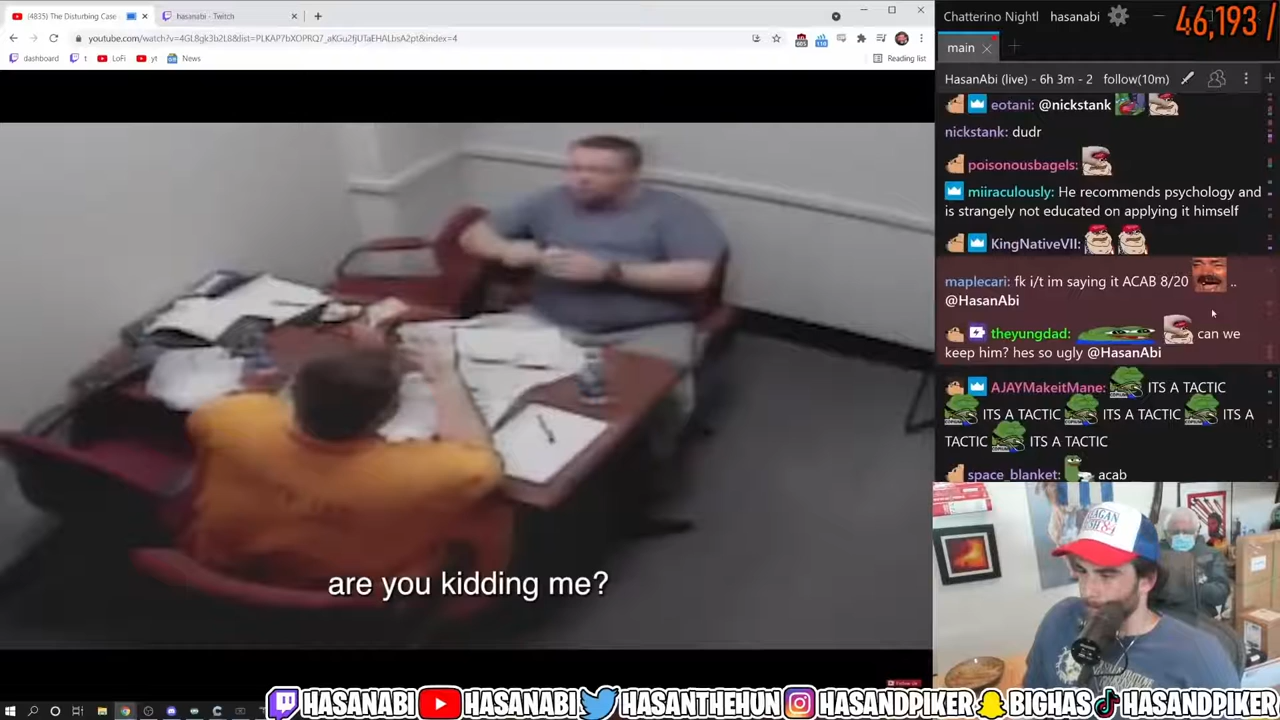 (4835) The Disturbing Case
hasanabi - Twitch
youtube.com/watch?v=4GL8gk3b2L8&list=PLKAP7bXOPRQ7_aKGu2fjUTaEHALbsA2pt&index=4
dashboard
t
LoFi
yt
News
Reading list
are you kidding me?
Chatterino Nightl
hasanabi
46,193 /
main
HasanAbi (live) - 6h 3m - 2
follow(10m)
eotani: @nickstank
nickstank: dudr
poisonousbagels:
miiraculously: He recommends psychology and
is strangely not educated on applying it himself
KingNativeVII:
maplecari: fk i/t im saying it ACAB 8/20 ..
@HasanAbi
theyungdad: can we
keep him? hes so ugly @HasanAbi
AJAYMakeitMane: ITS A TACTIC
ITS A TACTIC ITS A TACTIC ITS A
TACTIC ITS A TACTIC
space_blanket: acab
HASANABI HASANABI HASANTHEHUN HASANDPIKER BIGHAS HASANDPIKER